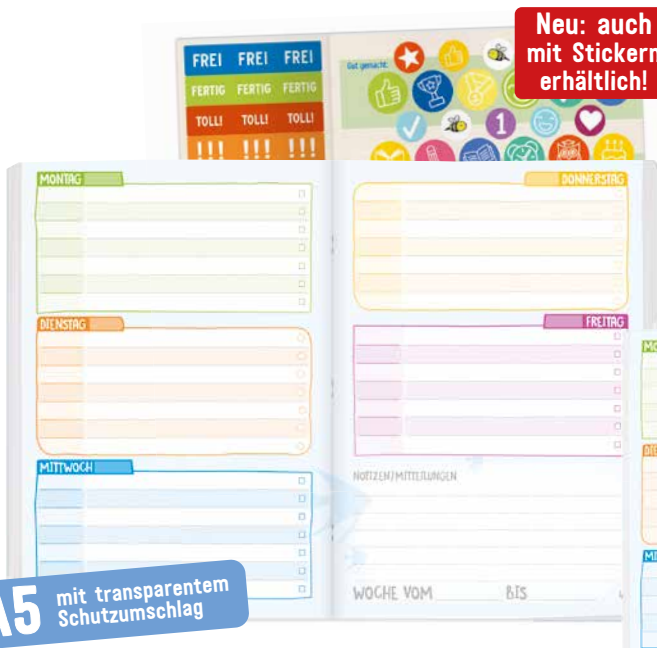 Neu: auch
mit Stickern
erhältlich!
FREI FREI FREI
FERTIG FERTIG FERTIG
TOLL! TOLL! TOLL!
!!! !!! !!!
Gut gemacht:
1
MONTAG
DIENSTAG
MITTWOCH
DONNERSTAG
FREITAG
NOTIZEN/MITTEILUNGEN
WOCHE VOM BIS
A5 mit transparentem
Schutzumschlag